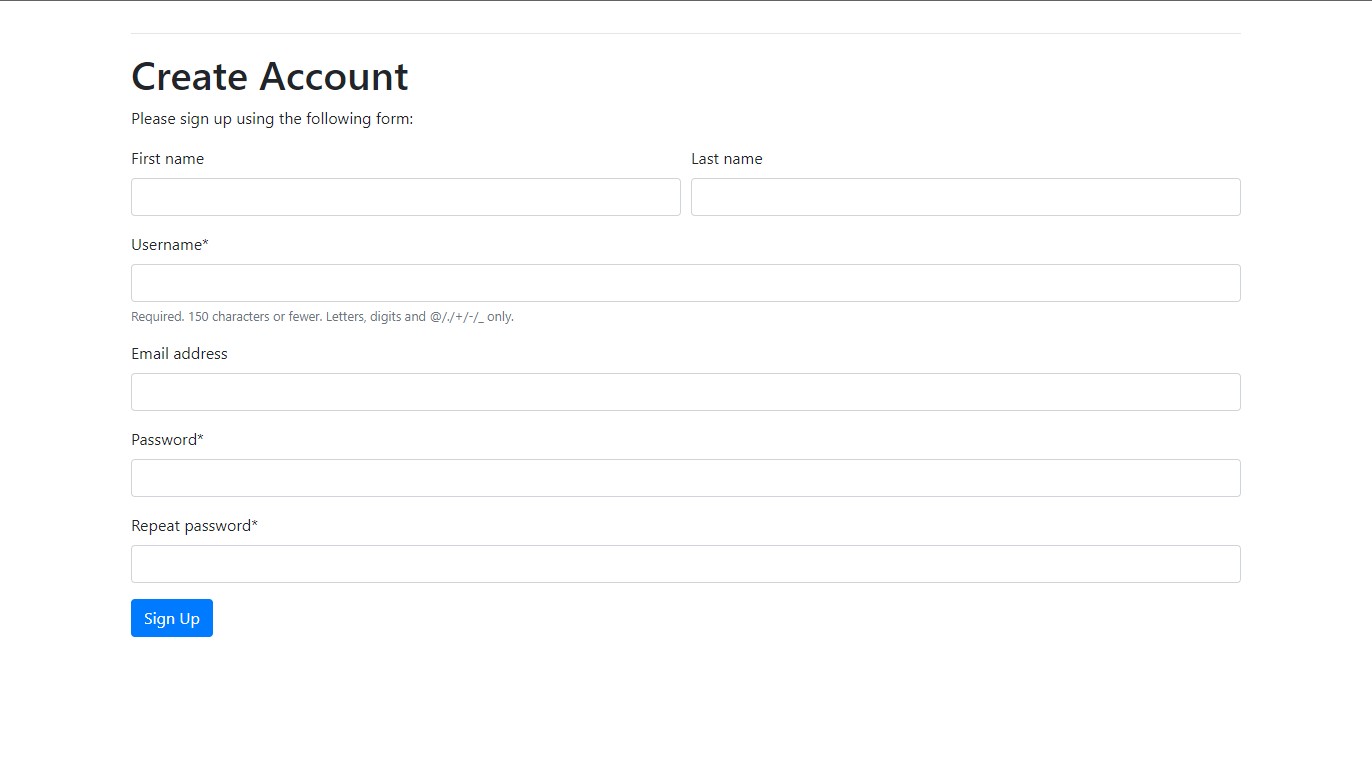 Create Account
Please sign up using the following form:
First name
Last name
Username*
Required. 150 characters or fewer. Letters, digits and @/./+/-/_ only.
Email address
Password*
Repeat password*
Sign Up